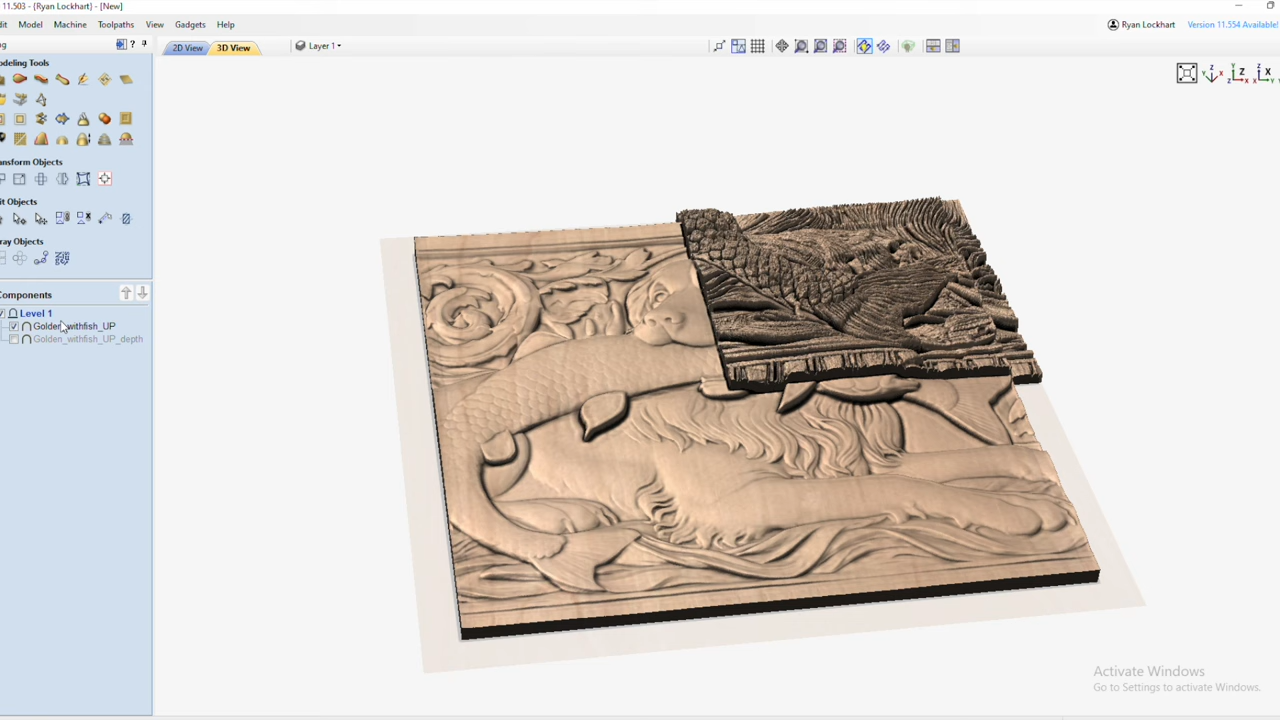 11.503 - {Ryan Lockhart} - [New]
dit Model Machine Toolpaths View Gadgets Help
Ryan Lockhart Version 11.554 Available!
ng
2D View 3D View Layer 1
odeling Tools
ansform Objects
it Objects
ray Objects
Components
Level 1
Golden_withfish_UP
Golden_withfish_UP_depth
Activate Windows
Go to Settings to activate Windows.